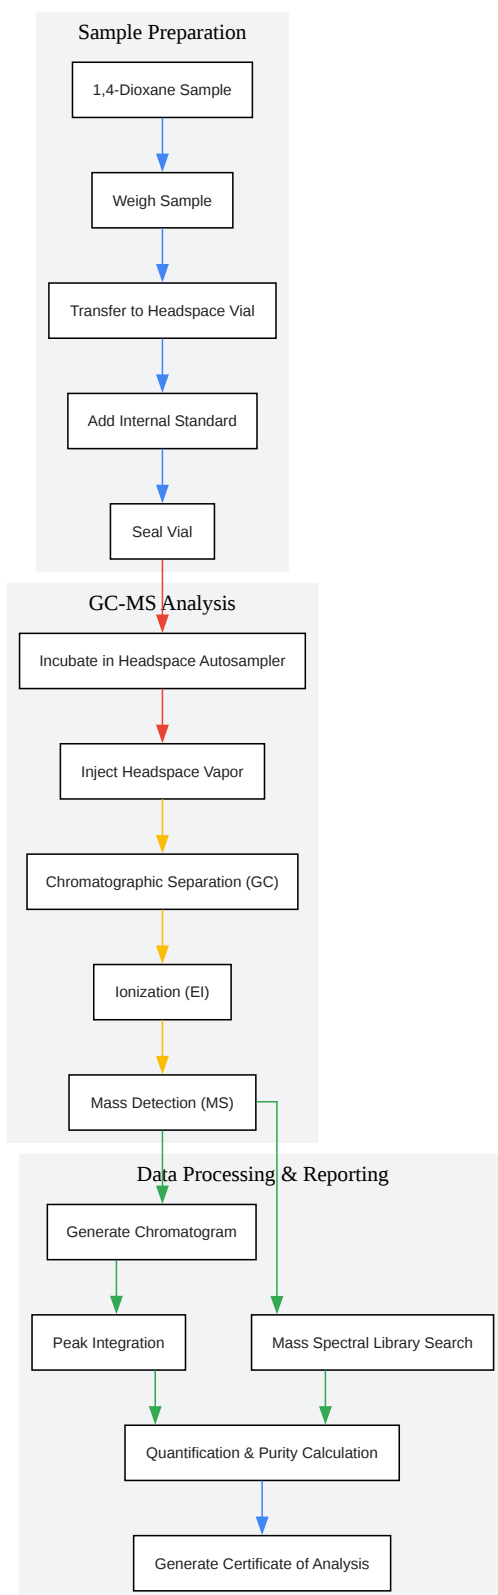 Sample Preparation
1,4-Dioxane Sample
Weigh Sample
Transfer to Headspace Vial
Add Internal Standard
Seal Vial
GC-MS Analysis
Incubate in Headspace Autosampler
Inject Headspace Vapor
Chromatographic Separation (GC)
Ionization (EI)
Mass Detection (MS)
Data Processing & Reporting
Generate Chromatogram
Peak Integration
Mass Spectral Library Search
Quantification & Purity Calculation
Generate Certificate of Analysis